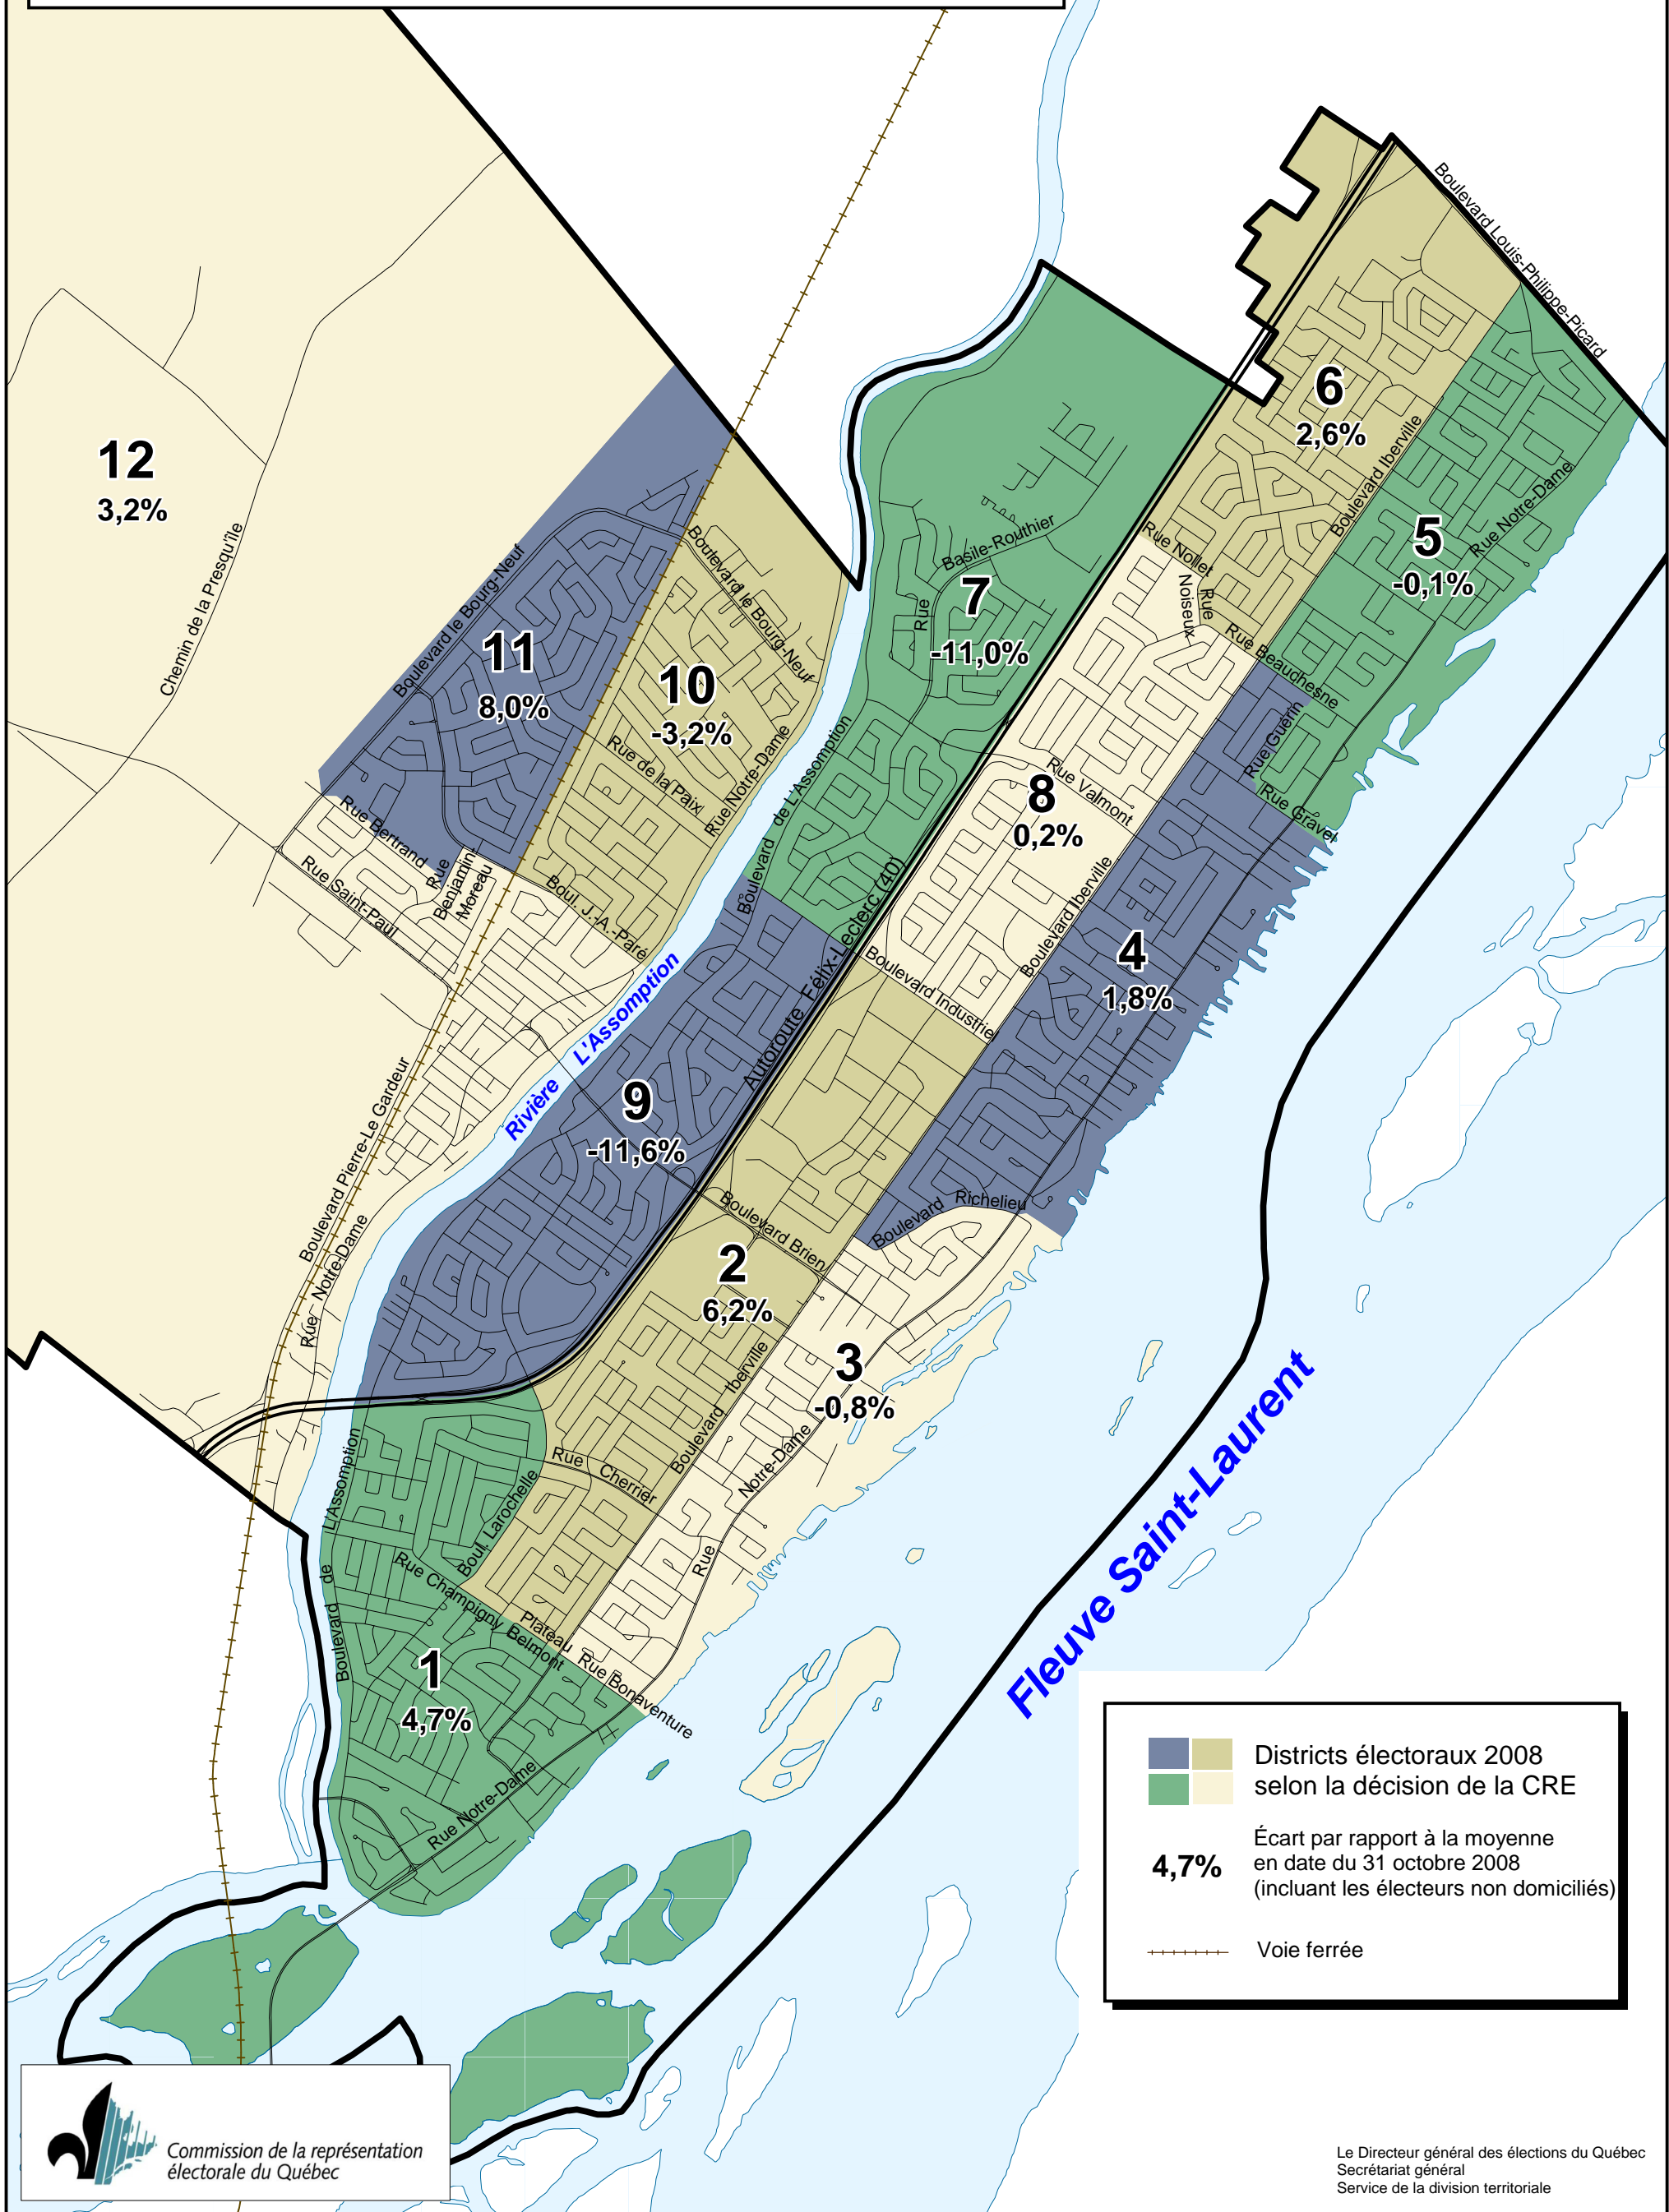 Boulevard Louis-Philippe-Picard
6
2,6%
12
3,2%
Boulevard Iberville
5
-0,1%
Rue Notre-Dame
Chemin de la Presqu'île
Boulevard le Bourg-Neuf
Boulevard le Bourg-Neuf
Rue Basile-Routhier
7
-11,0%
Rue Nollet
Rue Noiseux
Rue Beauchesne
11
8,0%
10
-3,2%
Rue de la Paix
Rue Notre-Dame
Rue Guérin
Rue Gravel
Boulevard de L'Assomption
8
0,2%
Rue Valmont
Rue Bertrand
Rue Benjamin-Moreau
Rue Saint-Paul
Boul. J.-A.-Paré
Autoroute Félix-Leclerc (40)
Boulevard Iberville
Boulevard Industriel
4
1,8%
Rivière L'Assomption
9
-11,6%
Boulevard Pierre-Le Gardeur
Rue Notre-Dame
Boulevard Richelieu
Boulevard Brien
2
6,2%
3
-0,8%
Boulevard Iberville
Rue Notre-Dame
Fleuve Saint-Laurent
Rue Cherrier
Boul. Larochelle
Boulevard de L'Assomption
Rue Champigny
Plateau Belmont
Rue Bonaventure
1
4,7%
Rue Notre-Dame
Districts électoraux 2008
selon la décision de la CRE
4,7%
Écart par rapport à la moyenne
en date du 31 octobre 2008
(incluant les électeurs non domiciliés)
Voie ferrée
Commission de la représentation
électorale du Québec
Le Directeur général des élections du Québec
Secrétariat général
Service de la division territoriale